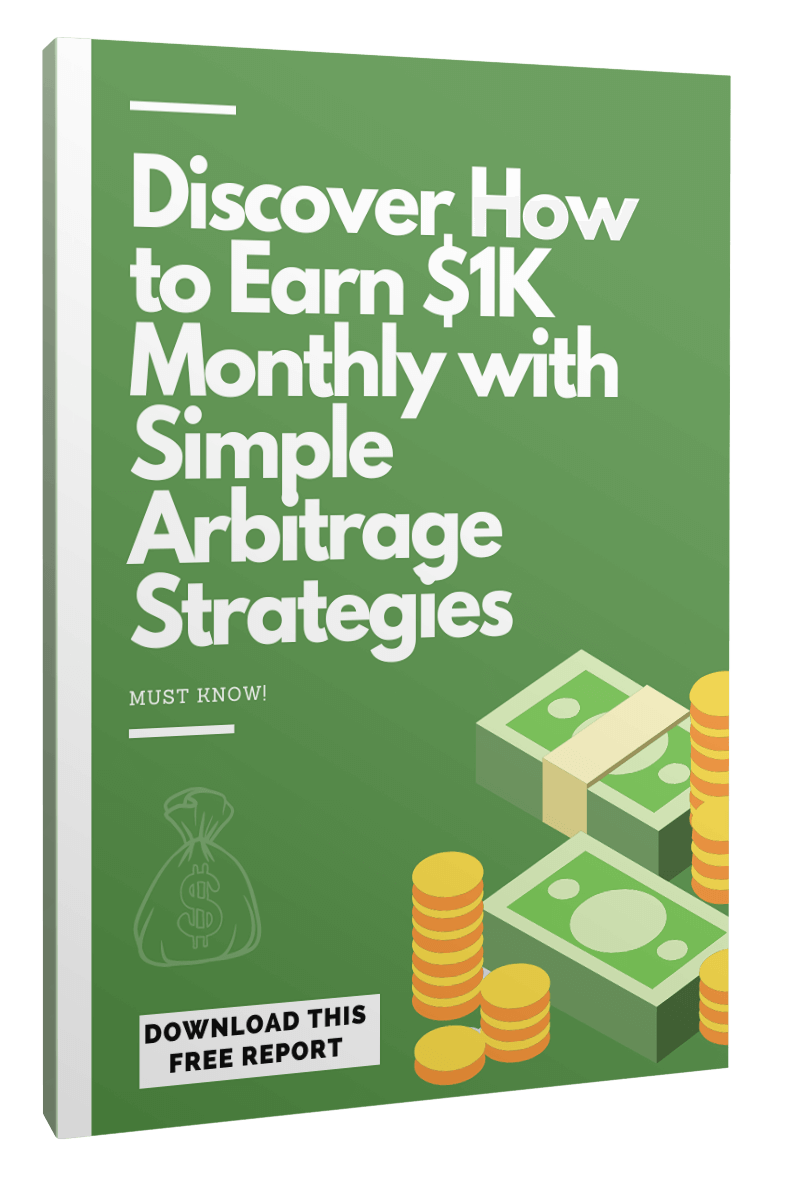 Discover How
to Earn $1K
Monthly with
Simple
Arbitrage
Strategies
MUST KNOW!
$
DOWNLOAD THIS
FREE REPORT